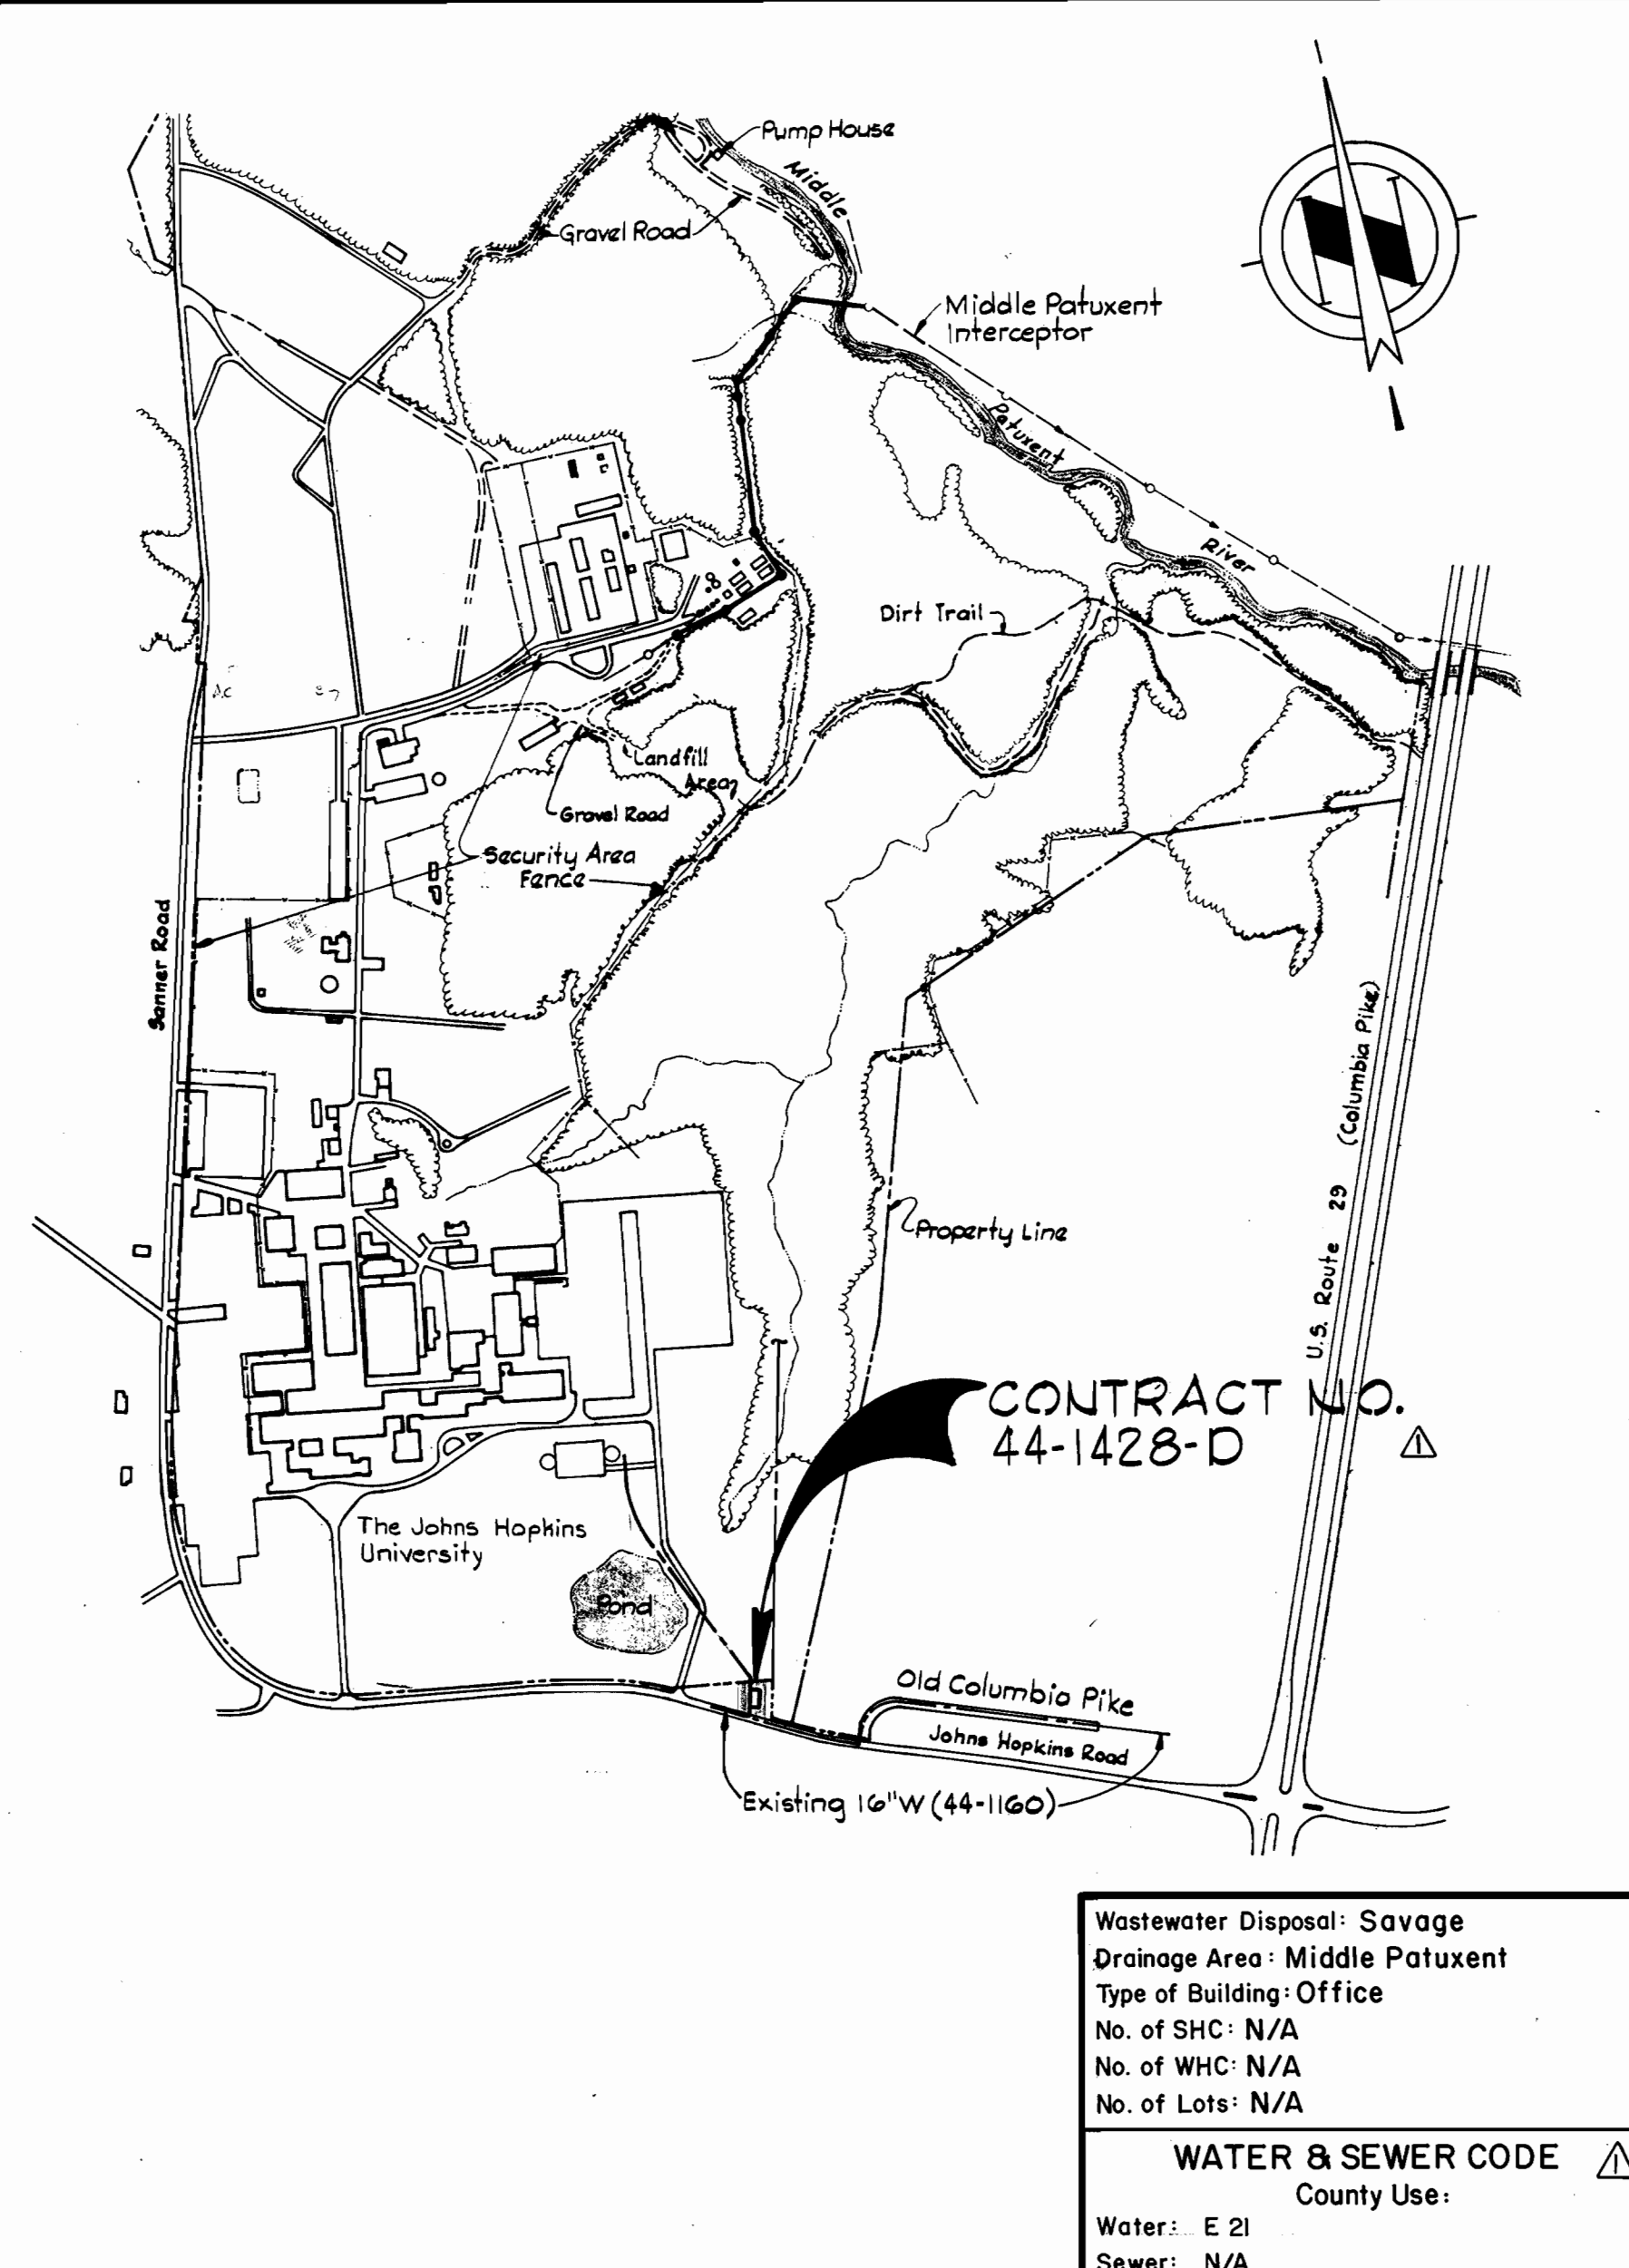 Pump House
Middle
Gravel Road
Middle Patuxent
Interceptor
Patuxent
River
Dirt Trail
Landfill
Area
Gravel Road
Security Area
Fence
Sanner Road
(Columbia Pike)
U.S. Route 29
Property Line
CONTRACT NO.
44-1428-D
1
The Johns Hopkins
University
Pond
Old Columbia Pike
Johns Hopkins Road
Existing 16"W (44-1160)
Wastewater Disposal: Savage
Drainage Area: Middle Patuxent
Type of Building: Office
No. of SHC: N/A
No. of WHC: N/A
No. of Lots: N/A
WATER & SEWER CODE 1
County Use:
Water: E 21
Sewer: N/A